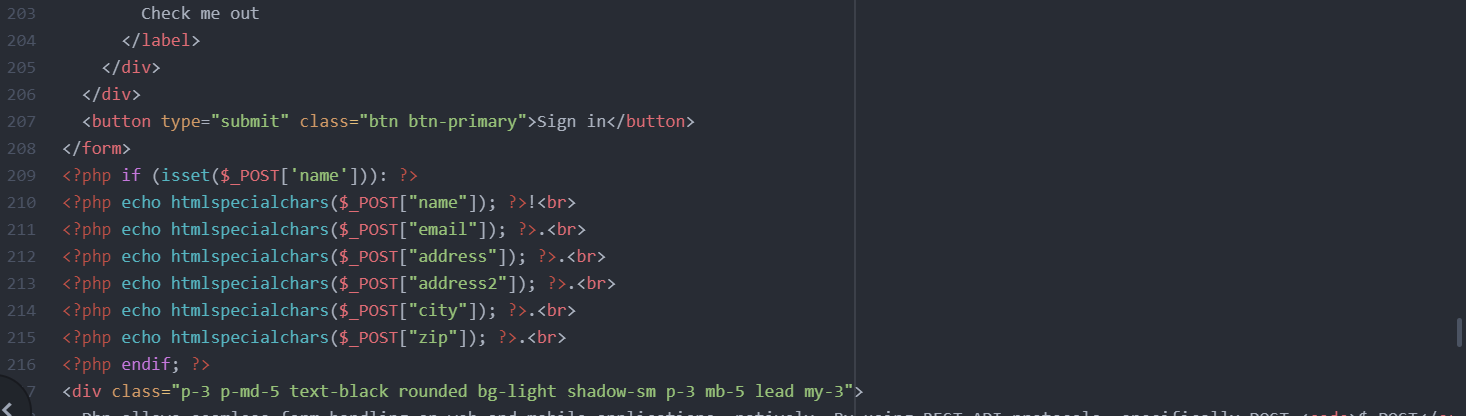 203 Check me out
204 </label>
205 </div>
206 </div>
207 <button type="submit" class="btn btn-primary">Sign in</button>
208 </form>
209 <?php if (isset($_POST['name'])): ?>
210 <?php echo htmlspecialchars($_POST["name"]); ?>!<br>
211 <?php echo htmlspecialchars($_POST["email"]); ?>.<br>
212 <?php echo htmlspecialchars($_POST["address"]); ?>.<br>
213 <?php echo htmlspecialchars($_POST["address2"]); ?>.<br>
214 <?php echo htmlspecialchars($_POST["city"]); ?>.<br>
215 <?php echo htmlspecialchars($_POST["zip"]); ?>.<br>
216 <?php endif; ?>
7 <div class="p-3 p-md-5 text-black rounded bg-light shadow-sm p-3 mb-5 lead my-3">